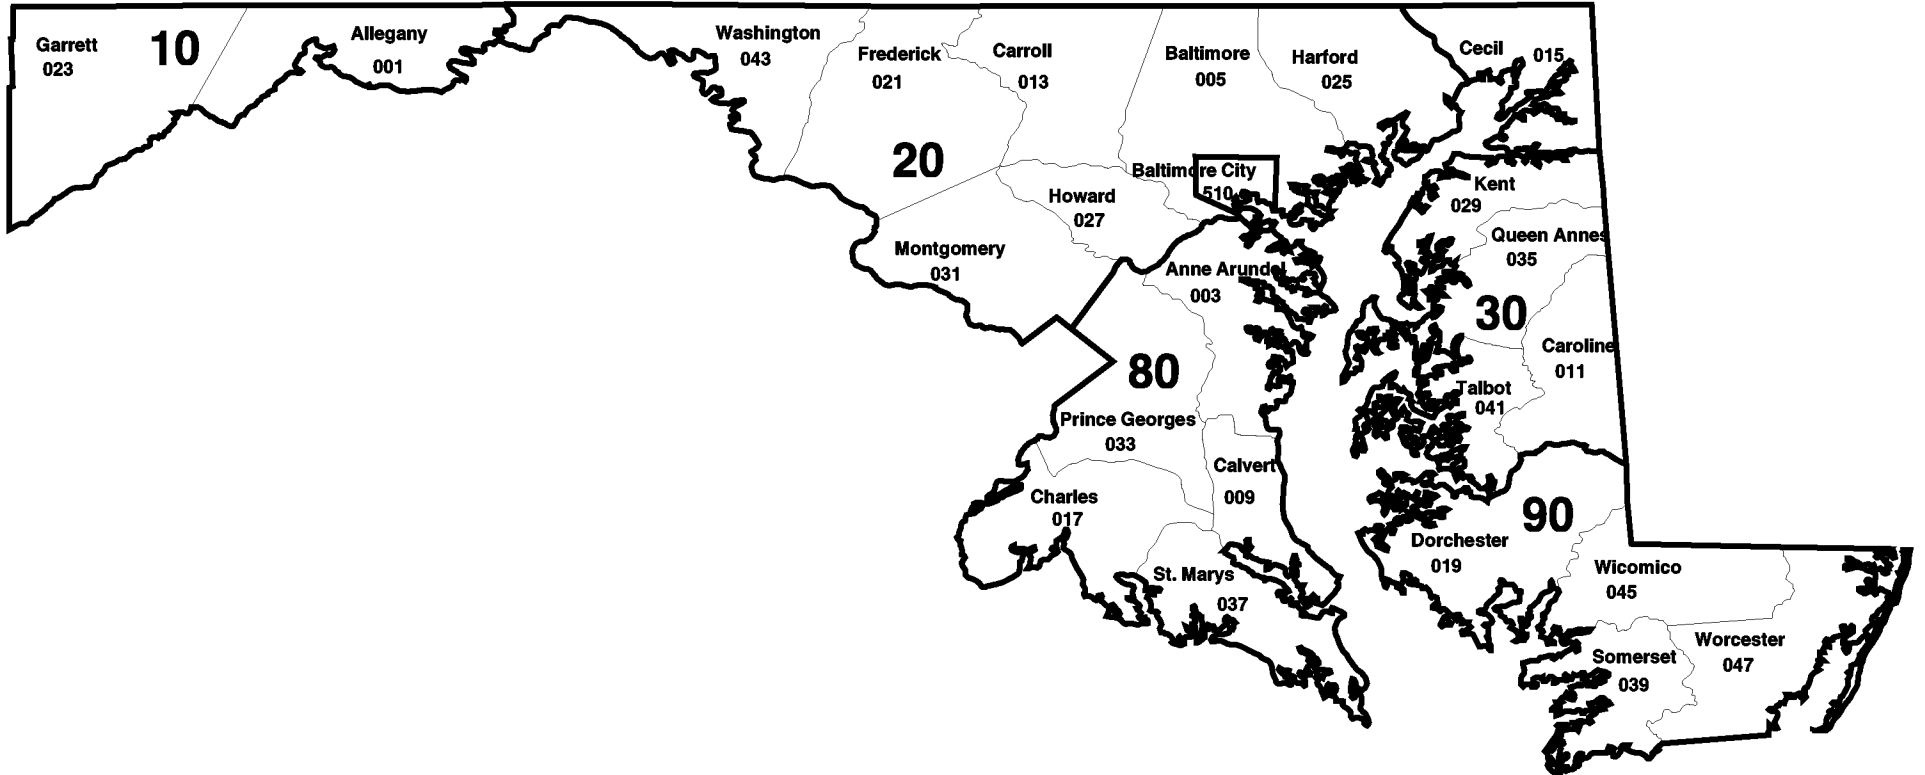 Garrett
023
10
Allegany
001
Washington
043
Frederick
021
Carroll
013
Baltimore
005
Harford
025
Cecil
015
20
Baltimore City
510
Howard
027
Montgomery
031
Anne Arundel
003
Kent
029
Queen Annes
035
30
Caroline
011
Talbot
041
80
Prince Georges
033
Calvert
009
Charles
017
St. Marys
037
90
Dorchester
019
Wicomico
045
Somerset
039
Worcester
047